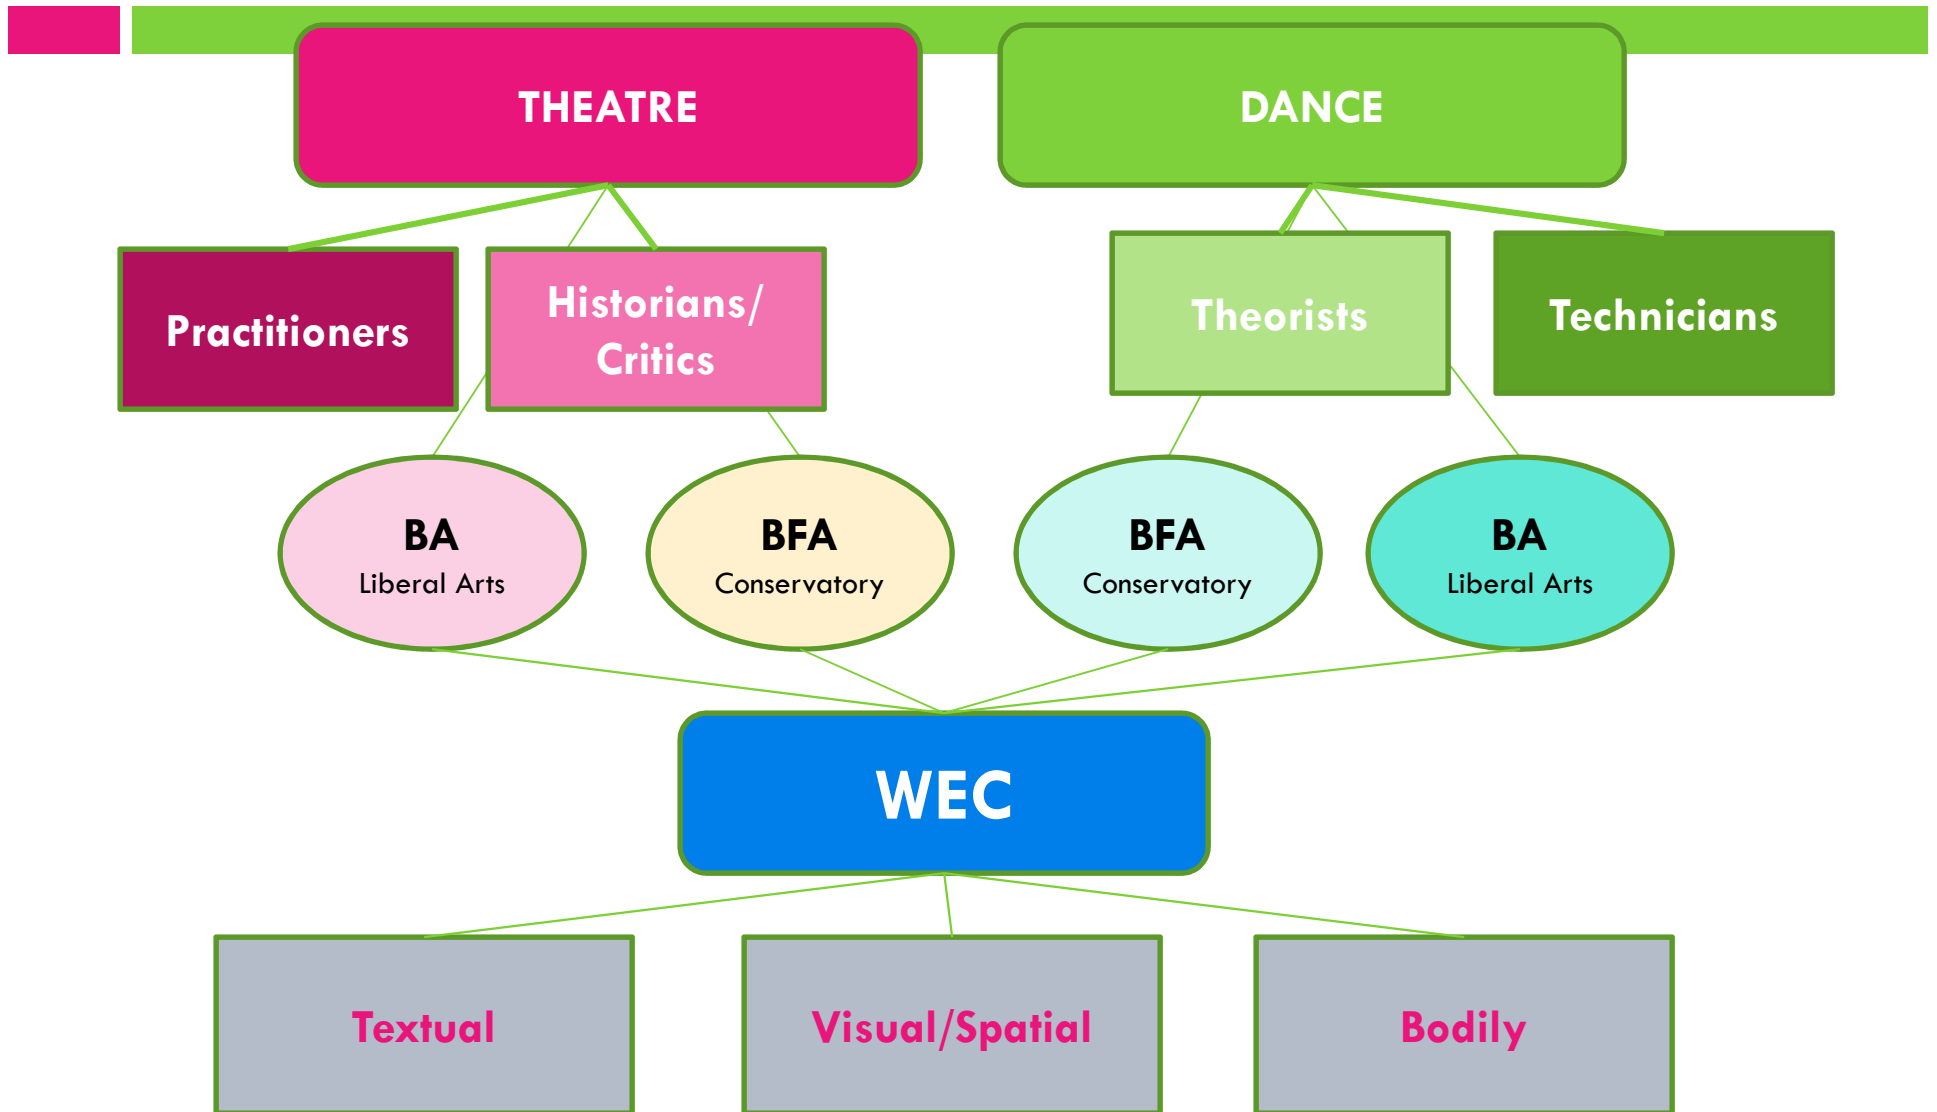 THEATRE
DANCE
Practitioners
Historians/
Critics
Theorists
Technicians
BA
Liberal Arts
BFA
Conservatory
BFA
Conservatory
BA
Liberal Arts
WEC
Textual
Visual/Spatial
Bodily